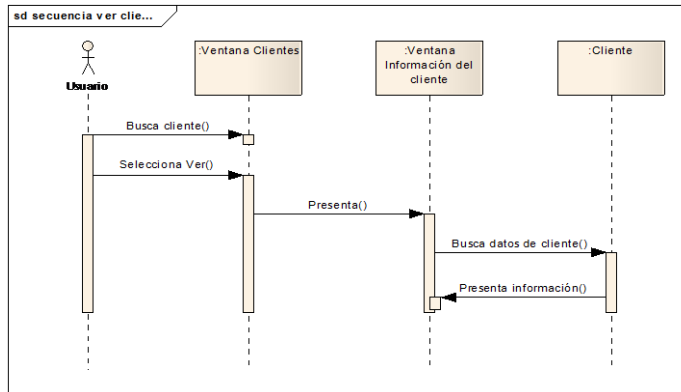 sd secuencia ver clie...
Usuario
:Ventana Clientes
:Ventana
Información del
cliente
:Cliente
Busca cliente()
Selecciona Ver()
Presenta()
Busca datos de cliente()
Presenta información()